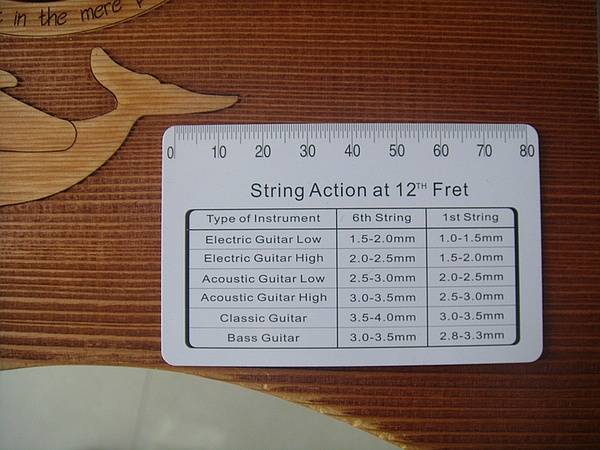 in the mere
0 10 20 30 40 50 60 70 80
String Action at 12TH Fret
Type of Instrument 6th String 1st String
Electric Guitar Low 1.5-2.0mm 1.0-1.5mm
Electric Guitar High 2.0-2.5mm 1.5-2.0mm
Acoustic Guitar Low 2.5-3.0mm 2.0-2.5mm
Acoustic Guitar High 3.0-3.5mm 2.5-3.0mm
Classic Guitar 3.5-4.0mm 3.0-3.5mm
Bass Guitar 3.0-3.5mm 2.8-3.3mm